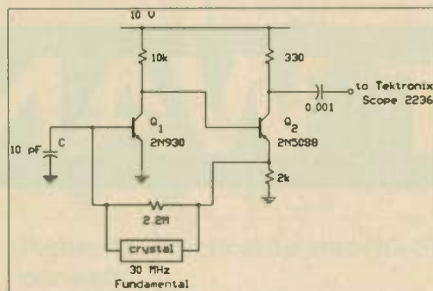 10 V
10k
330
0.001
to Tektronix
Scope 2236
Q1
2N930
Q2
2N5088
10 pF
C
2k
2.2M
crystal
30 MHz
Fundamental